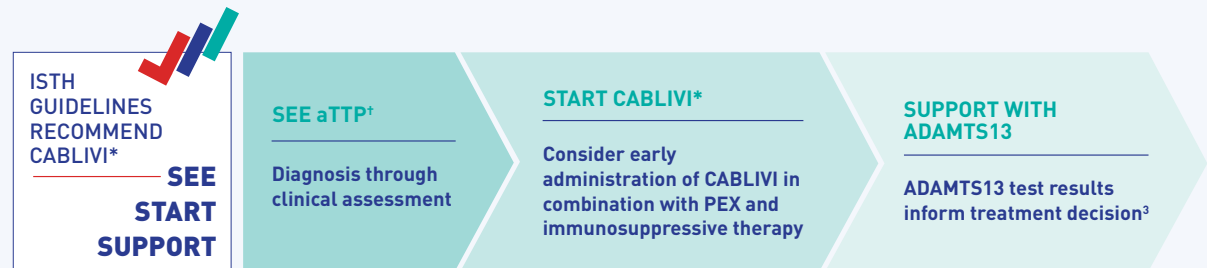 ISTH
GUIDELINES
RECOMMEND
CABLIVI*
SEE
START
SUPPORT
SEE aTTP†
Diagnosis through
clinical assessment
START CABLIVI*
Consider early
administration of CABLIVI in
combination with PEX and
immunosuppressive therapy
SUPPORT WITH
ADAMTS13
ADAMTS13 test results
inform treatment decision³